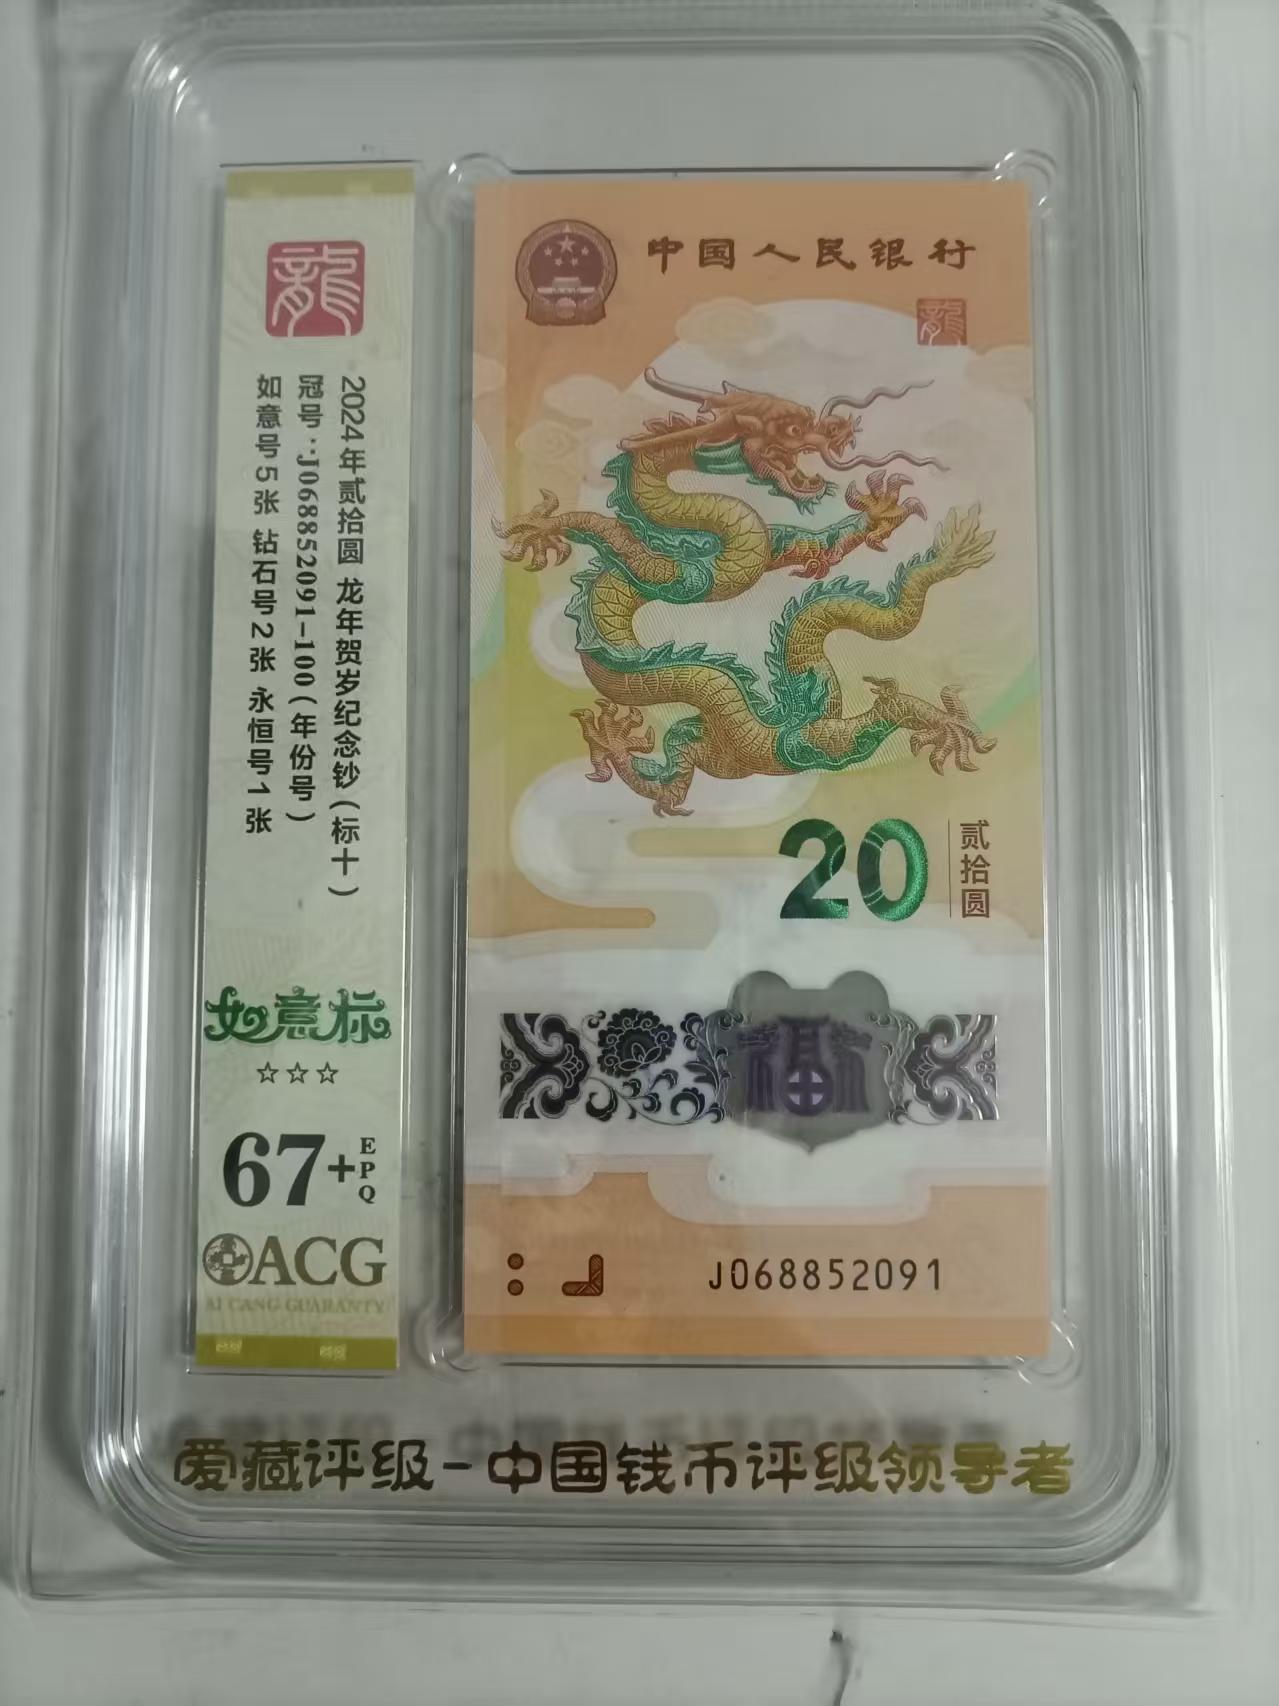 龍
2024年贰拾圆 龙年贺岁纪念钞(标十)
冠号:J068852091-100(年份号)
如意号5张 钻石号2张 永恒号1张
如意标
67+EPQ
ACG
AI CANG GUARANTY
中国人民银行
龍
20
贰拾圆
福
J068852091
爱藏评级-中国钱币评级领导者